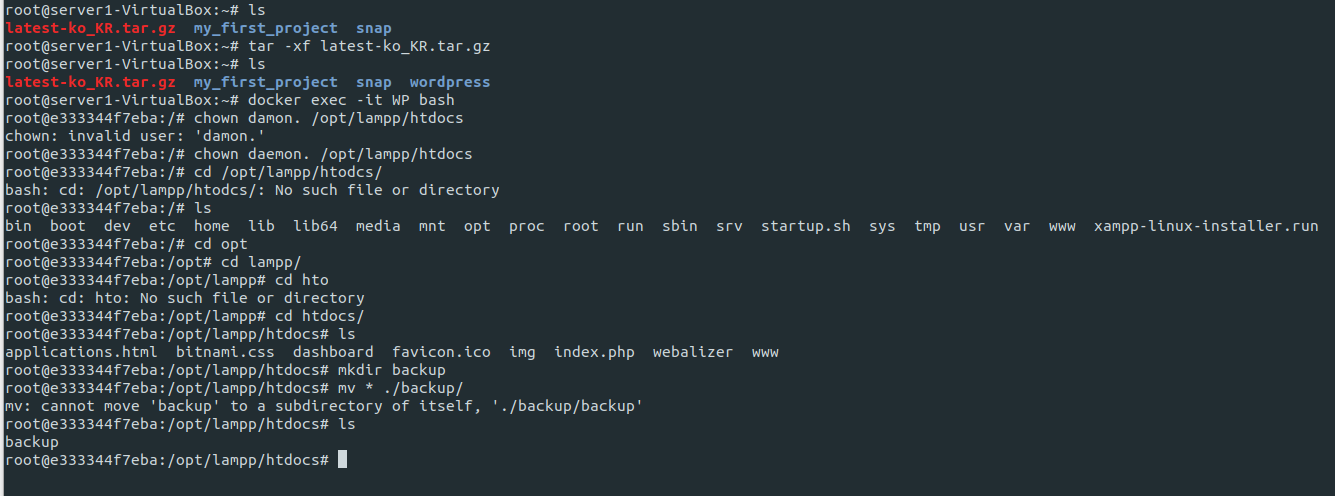 root@server1-VirtualBox:~# ls
latest-ko_KR.tar.gz  my_first_project  snap
root@server1-VirtualBox:~# tar -xf latest-ko_KR.tar.gz
root@server1-VirtualBox:~# ls
latest-ko_KR.tar.gz  my_first_project  snap  wordpress
root@server1-VirtualBox:~# docker exec -it WP bash
root@e333344f7eba:/# chown damon. /opt/lampp/htdocs
chown: invalid user: 'damon.'
root@e333344f7eba:/# chown daemon. /opt/lampp/htdocs
root@e333344f7eba:/# cd /opt/lampp/htodcs/
bash: cd: /opt/lampp/htodcs/: No such file or directory
root@e333344f7eba:/# ls
bin  boot  dev  etc  home  lib  lib64  media  mnt  opt  proc  root  run  sbin  srv  startup.sh  sys  tmp  usr  var  www  xampp-linux-installer.run
root@e333344f7eba:/# cd opt
root@e333344f7eba:/opt# cd lampp/
root@e333344f7eba:/opt/lampp# cd hto
bash: cd: hto: No such file or directory
root@e333344f7eba:/opt/lampp# cd htdocs/
root@e333344f7eba:/opt/lampp/htdocs# ls
applications.html  bitnami.css  dashboard  favicon.ico  img  index.php  webalizer  www
root@e333344f7eba:/opt/lampp/htdocs# mkdir backup
root@e333344f7eba:/opt/lampp/htdocs# mv * ./backup/
mv: cannot move 'backup' to a subdirectory of itself, './backup/backup'
root@e333344f7eba:/opt/lampp/htdocs# ls
backup
root@e333344f7eba:/opt/lampp/htdocs#